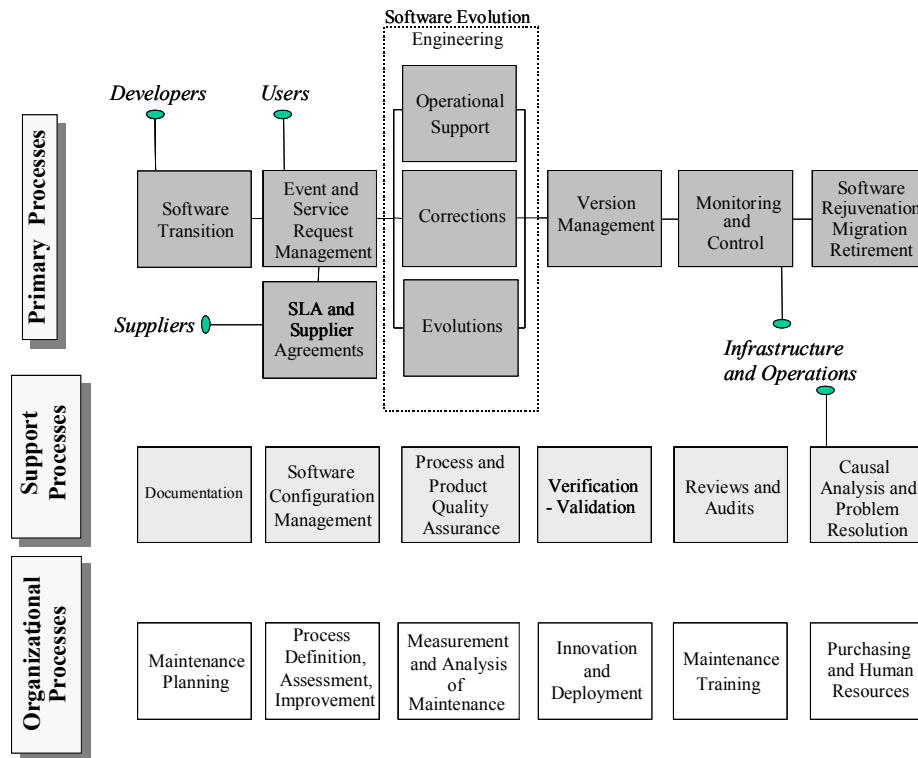 Software Evolution
Engineering
Developers
Users
Operational
Support
Primary Processes
Software
Transition
Event and
Service
Request
Management
Corrections
Version
Management
Monitoring
and
Control
Software
Rejuvenation
Migration
Retirement
Suppliers
SLA and
Supplier
Agreements
Evolutions
Infrastructure
and Operations
Support
Processes
Documentation
Software
Configuration
Management
Process and
Product
Quality
Assurance
Verification
- Validation
Reviews and
Audits
Causal
Analysis and
Problem
Resolution
Organizational
Processes
Maintenance
Planning
Process
Definition,
Assessment,
Improvement
Measurement
and Analysis
of
Maintenance
Innovation
and
Deployment
Maintenance
Training
Purchasing
and Human
Resources